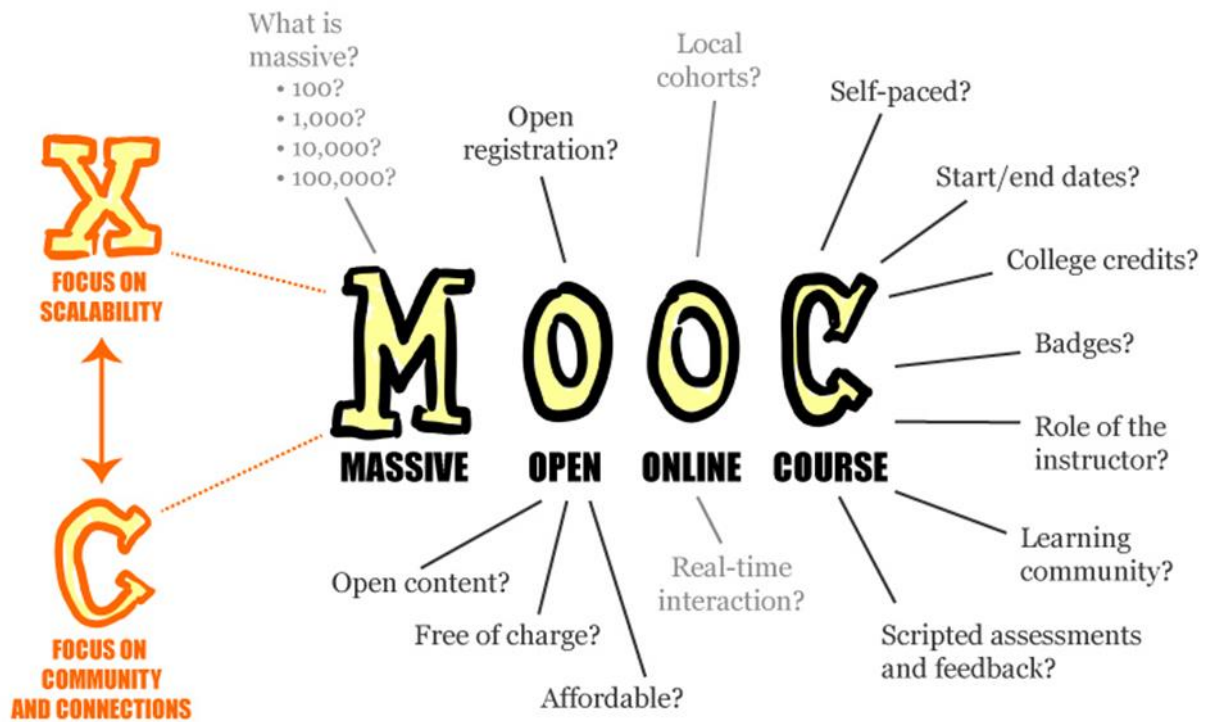 What is
massive?
• 100?
• 1,000?
• 10,000?
• 100,000?
Local
cohorts?
Self-paced?
Open
registration?
Start/end dates?
College credits?
Badges?
Role of the
instructor?
Learning
community?
Scripted assessments
and feedback?
X
FOCUS ON
SCALABILITY
C
FOCUS ON
COMMUNITY
AND CONNECTIONS
MOOC
MASSIVE OPEN ONLINE COURSE
Open content?
Free of charge?
Affordable?
Real-time
interaction?